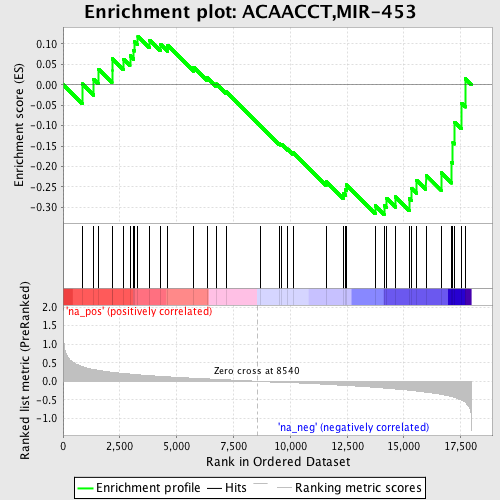 Enrichment plot: ACAACCT,MIR-453
Enrichment score (ES)
0.10
0.05
0.00
-0.05
-0.10
-0.15
-0.20
-0.25
-0.30
'na_pos' (positively correlated)
Ranked list metric (PreRanked)
2.0
1.5
1.0
0.5
0.0
-0.5
-1.0
Zero cross at 8540
'na_neg' (negatively correlated)
0 2,500 5,000 7,500 10,000 12,500 15,000 17,500
Rank in Ordered Dataset
Enrichment profile Hits Ranking metric scores